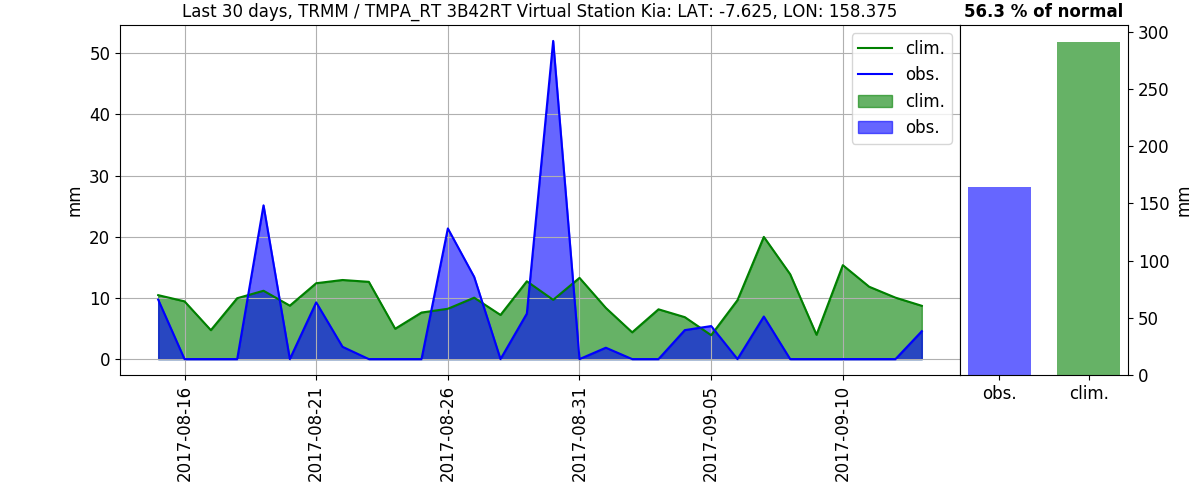 Last 30 days, TRMM / TMPA_RT 3B42RT Virtual Station Kia: LAT: -7.625, LON: 158.375
56.3 % of normal
mm
50
40
30
20
10
0
clim.
obs.
clim.
obs.
2017-08-16
2017-08-21
2017-08-26
2017-08-31
2017-09-05
2017-09-10
300
250
200
150
100
50
0
mm
obs.
clim.